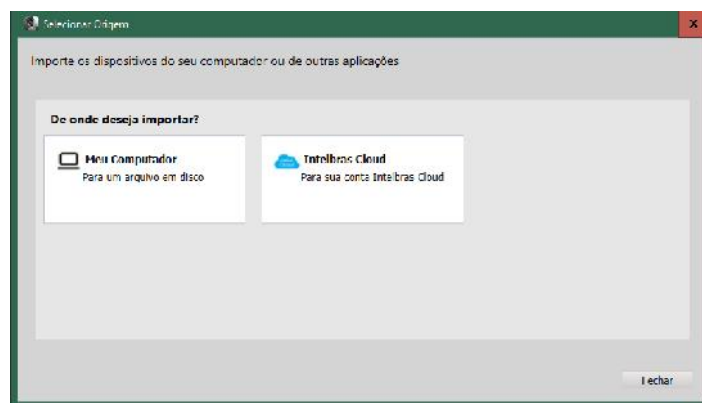 Selecionar Origem
Importe os dispositivos do seu computador ou de outras aplicações
De onde deseja importar?
Meu Computador
Para um arquivo em disco
Intelbras Cloud
Para sua conta Intelbras Cloud
Fechar